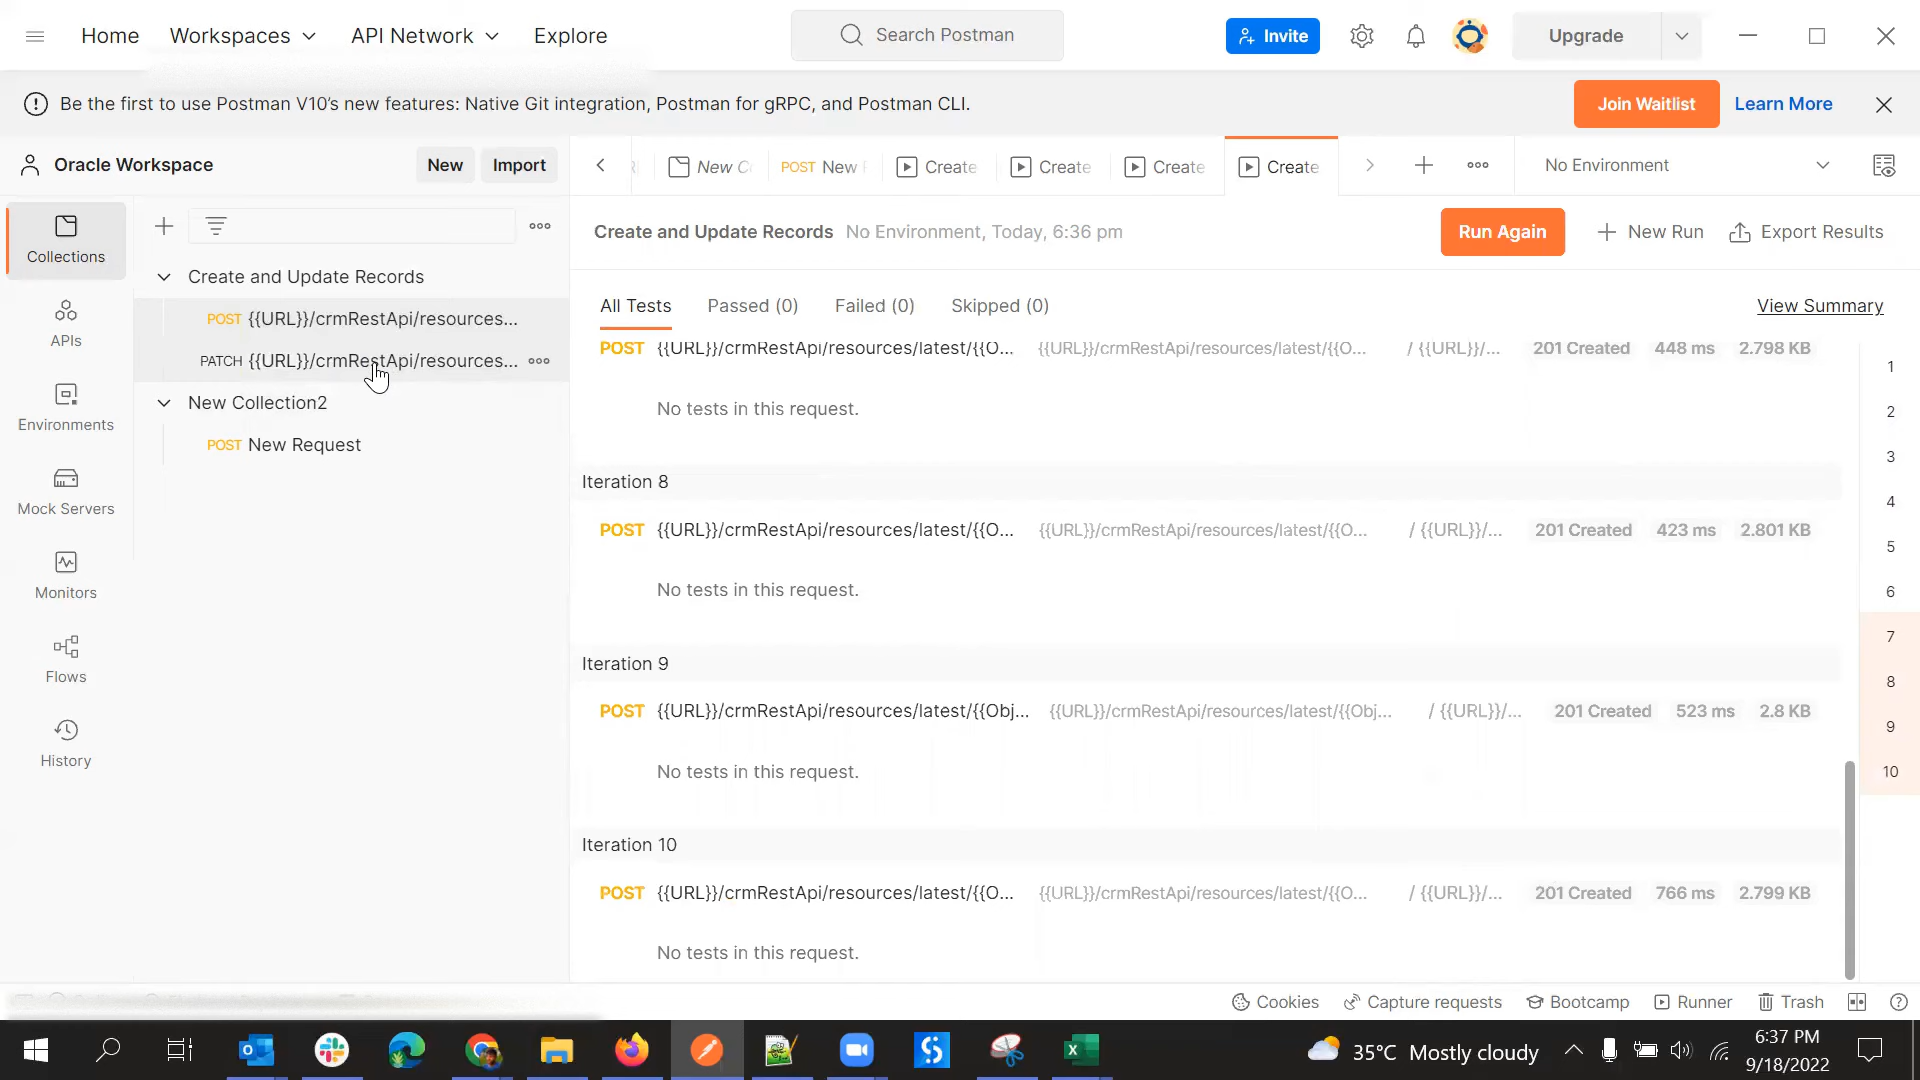 Home Workspaces API Network Explore Search Postman Invite Upgrade
Be the first to use Postman V10's new features: Native Git integration, Postman for gRPC, and Postman CLI. Join Waitlist Learn More
Oracle Workspace New Import
New Co POST New Create Create Create Create No Environment
Collections
APIs
Environments
Mock Servers
Monitors
Flows
History
Create and Update Records
POST {{URL}}/crmRestApi/resources...
PATCH {{URL}}/crmRestApi/resources...
New Collection2
POST New Request
Create and Update Records No Environment, Today, 6:36 pm Run Again New Run Export Results
All Tests Passed (0) Failed (0) Skipped (0) View Summary
POST {{URL}}/crmRestApi/resources/latest/{{O... {{URL}}/crmRestApi/resources/latest/{{O... / {{URL}}/... 201 Created 448 ms 2.798 KB
No tests in this request.
Iteration 8
POST {{URL}}/crmRestApi/resources/latest/{{O... {{URL}}/crmRestApi/resources/latest/{{O... / {{URL}}/... 201 Created 423 ms 2.801 KB
No tests in this request.
Iteration 9
POST {{URL}}/crmRestApi/resources/latest/{{Obj... {{URL}}/crmRestApi/resources/latest/{{Obj... / {{URL}}/... 201 Created 523 ms 2.8 KB
No tests in this request.
Iteration 10
POST {{URL}}/crmRestApi/resources/latest/{{O... {{URL}}/crmRestApi/resources/latest/{{O... / {{URL}}/... 201 Created 766 ms 2.799 KB
No tests in this request.
1
2
3
4
5
6
7
8
9
10
Cookies Capture requests Bootcamp Runner Trash
35°C Mostly cloudy
6:37 PM
9/18/2022